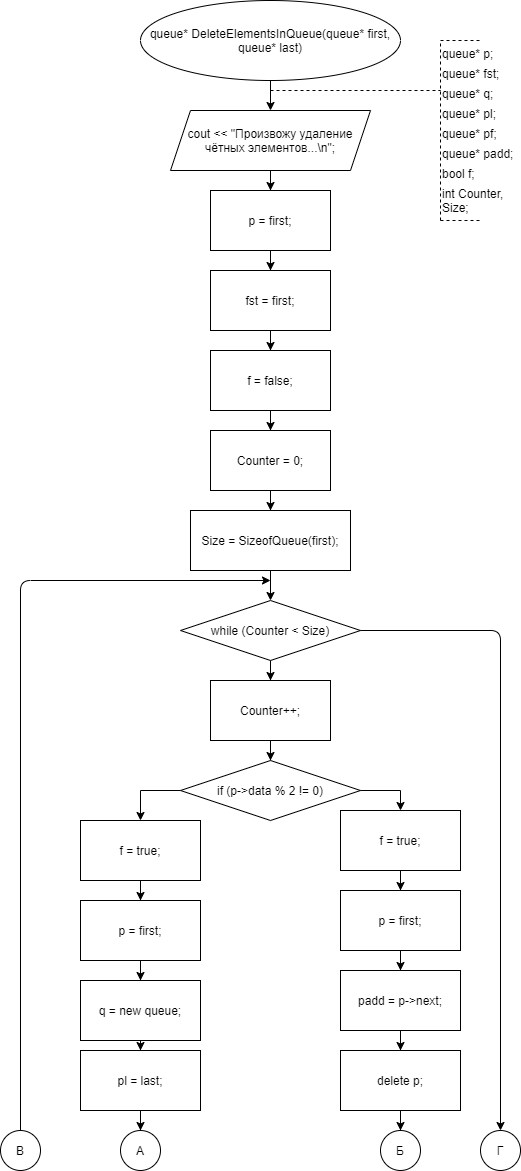 queue* DeleteElementsInQueue(queue* first,
queue* last)
queue* p;
queue* fst;
queue* q;
queue* pl;
queue* pf;
queue* padd;
bool f;
int Counter,
Size;
cout << "Произвожу удаление
чётных элементов...\n";
p = first;
fst = first;
f = false;
Counter = 0;
Size = SizeofQueue(first);
while (Counter < Size)
Counter++;
if (p->data % 2 != 0)
f = true;
p = first;
q = new queue;
pl = last;
f = true;
p = first;
padd = p->next;
delete p;
В
А
Б
Г